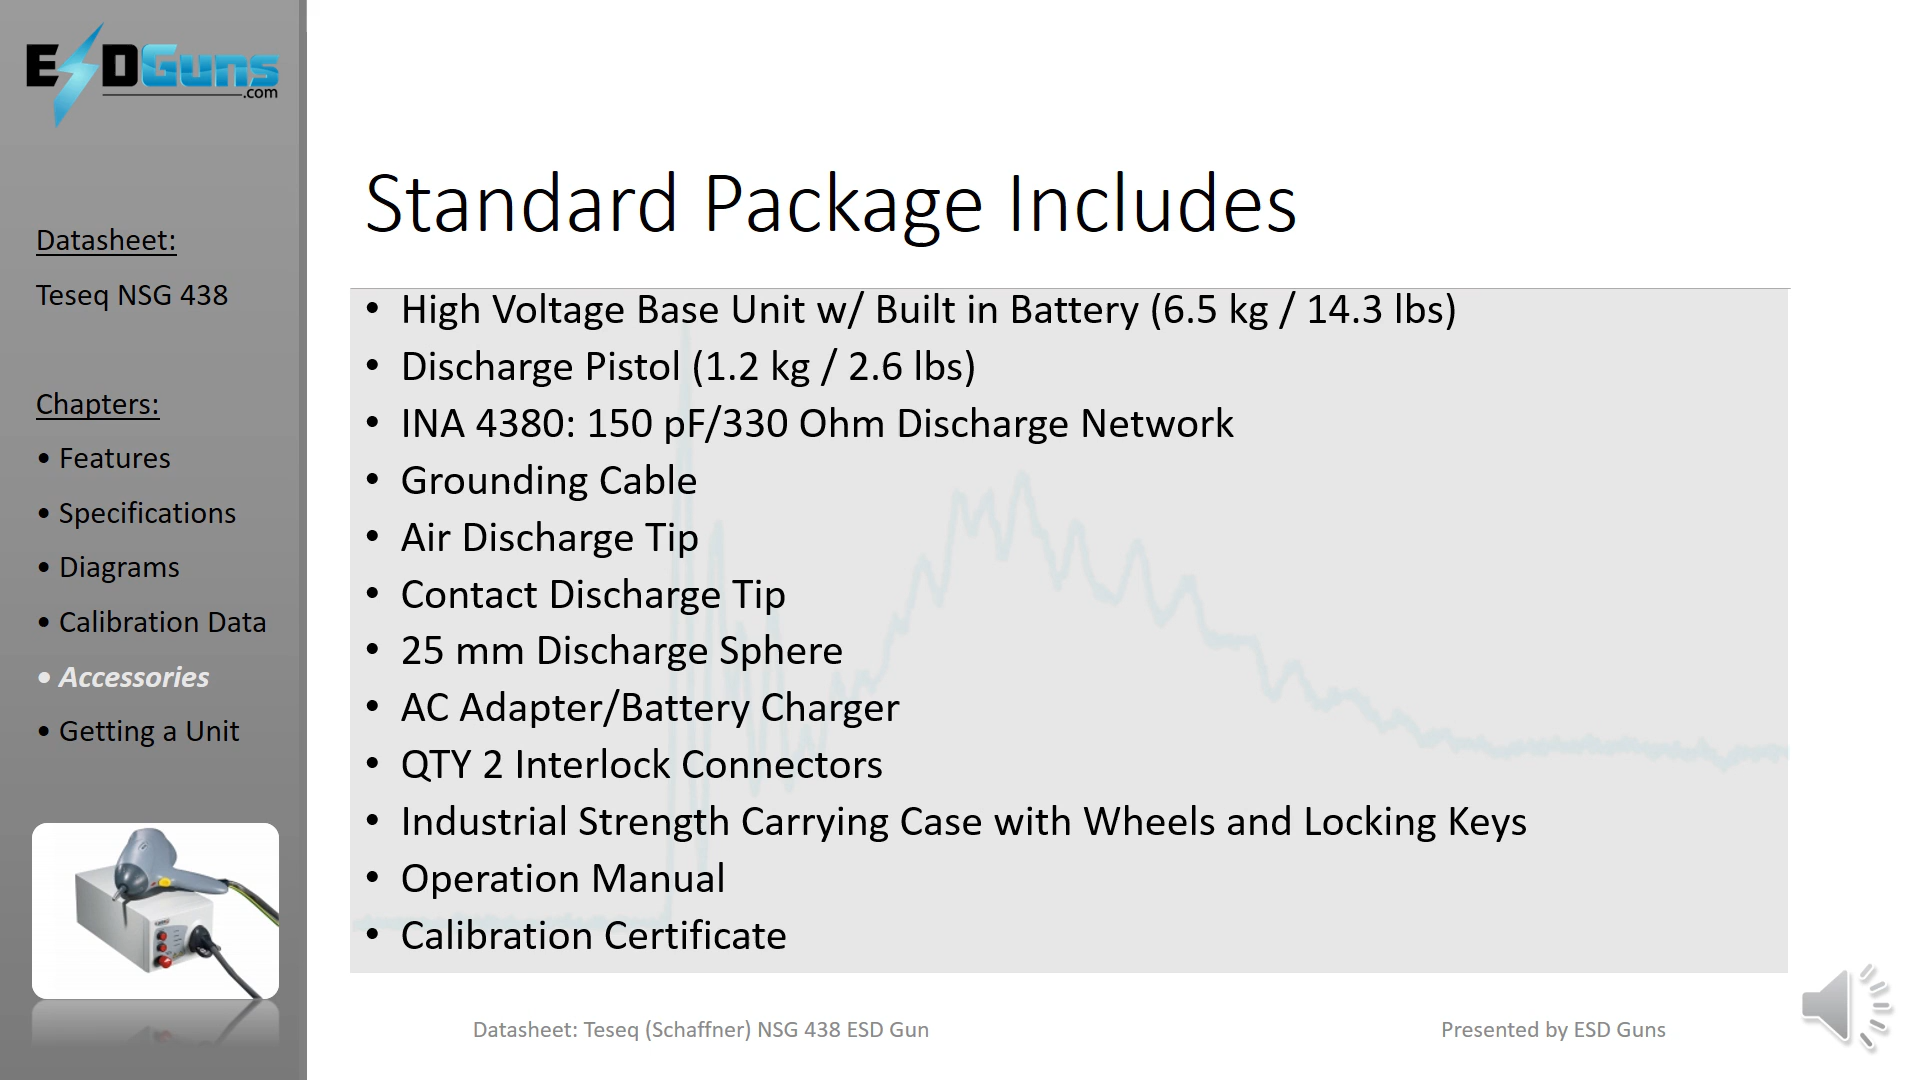 ESDGuns
.com
Datasheet:
Teseq NSG 438
Chapters:
• Features
• Specifications
• Diagrams
• Calibration Data
• Accessories
• Getting a Unit
Standard Package Includes
• High Voltage Base Unit w/ Built in Battery (6.5 kg / 14.3 lbs)
• Discharge Pistol (1.2 kg / 2.6 lbs)
• INA 4380: 150 pF/330 Ohm Discharge Network
• Grounding Cable
• Air Discharge Tip
• Contact Discharge Tip
• 25 mm Discharge Sphere
• AC Adapter/Battery Charger
• QTY 2 Interlock Connectors
• Industrial Strength Carrying Case with Wheels and Locking Keys
• Operation Manual
• Calibration Certificate
Datasheet: Teseq (Schaffner) NSG 438 ESD Gun
Presented by ESD Guns